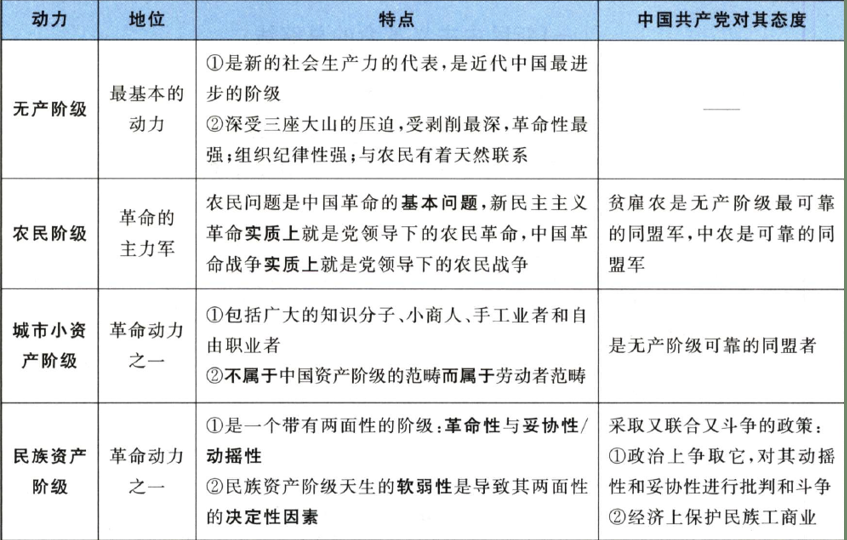 动力
地位
特点
中国共产党对其态度
无产阶级
最基本的
动力
①是新的社会生产力的代表,是近代中国最进
步的阶级
②深受三座大山的压迫,受剥削最深,革命性最
强;组织纪律性强;与农民有着天然联系
——
农民阶级
革命的
主力军
农民问题是中国革命的基本问题,新民主主义
革命实质上就是党领导下的农民革命,中国革
命战争实质上就是党领导下的农民战争
贫雇农是无产阶级最可靠
的同盟军,中农是可靠的同
盟军
城市小资
产阶级
革命动力
之一
①包括广大的知识分子、小商人、手工业者和自
由职业者
②不属于中国资产阶级的范畴而属于劳动者范畴
是无产阶级可靠的同盟者
民族资产
阶级
革命动力
之一
①是一个带有两面性的阶级:革命性与妥协性/
动摇性
②民族资产阶级天生的软弱性是导致其两面性
的决定性因素
采取又联合又斗争的政策:
①政治上争取它,对其动摇
性和妥协性进行批判和斗争
②经济上保护民族工商业